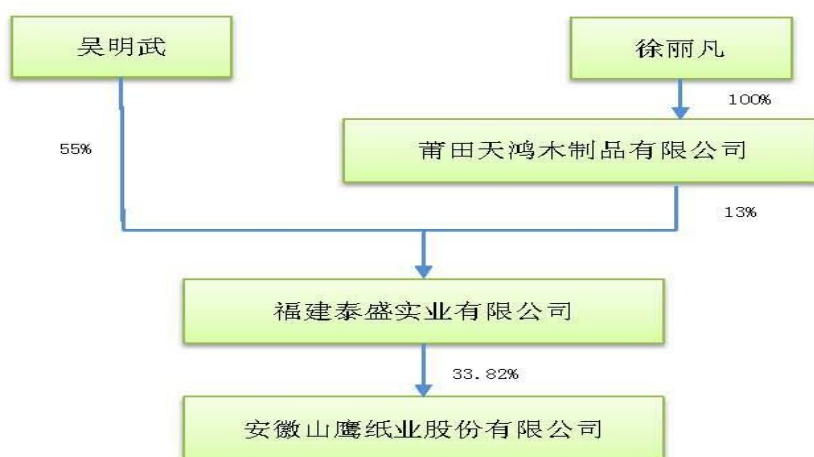 吴明武
徐丽凡
100%
55%
莆田天鸿木制品有限公司
13%
福建泰盛实业有限公司
33.82%
安徽山鹰纸业股份有限公司